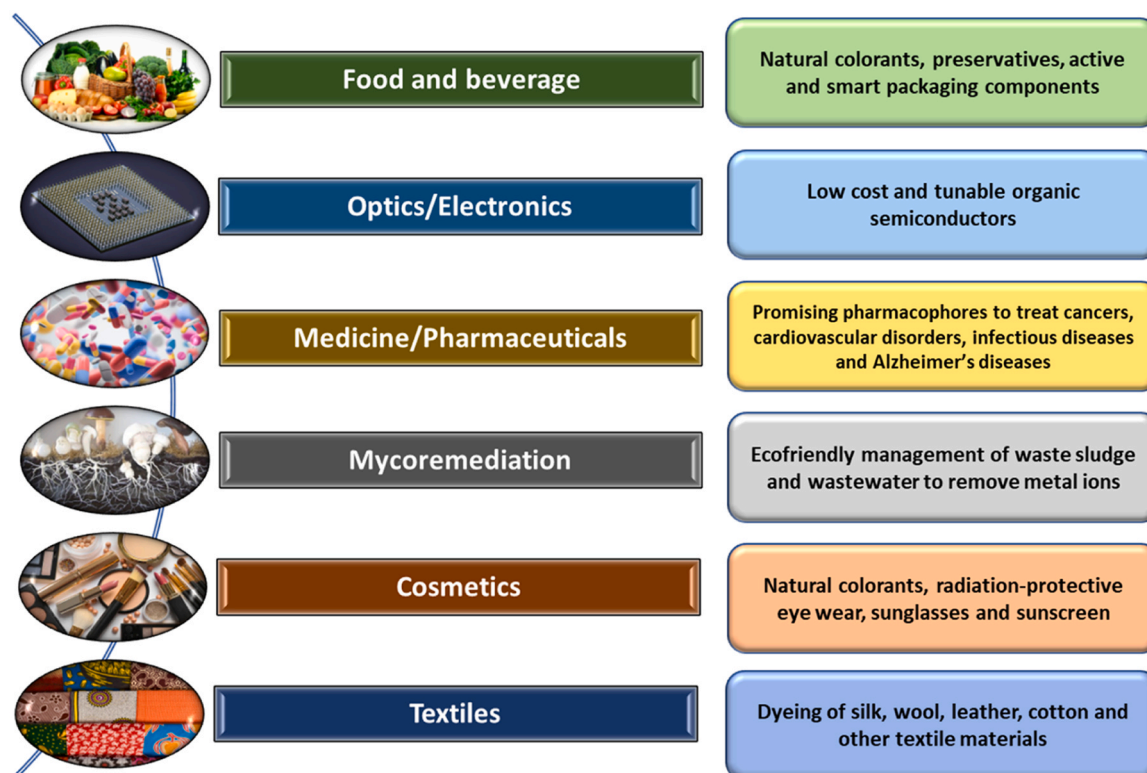 Food and beverage
Natural colorants, preservatives, active
and smart packaging components
Optics/Electronics
Low cost and tunable organic
semiconductors
Medicine/Pharmaceuticals
Promising pharmacophores to treat cancers,
cardiovascular disorders, infectious diseases
and Alzheimer's diseases
Mycoremediation
Ecofriendly management of waste sludge
and wastewater to remove metal ions
Cosmetics
Natural colorants, radiation-protective
eye wear, sunglasses and sunscreen
Textiles
Dyeing of silk, wool, leather, cotton and
other textile materials